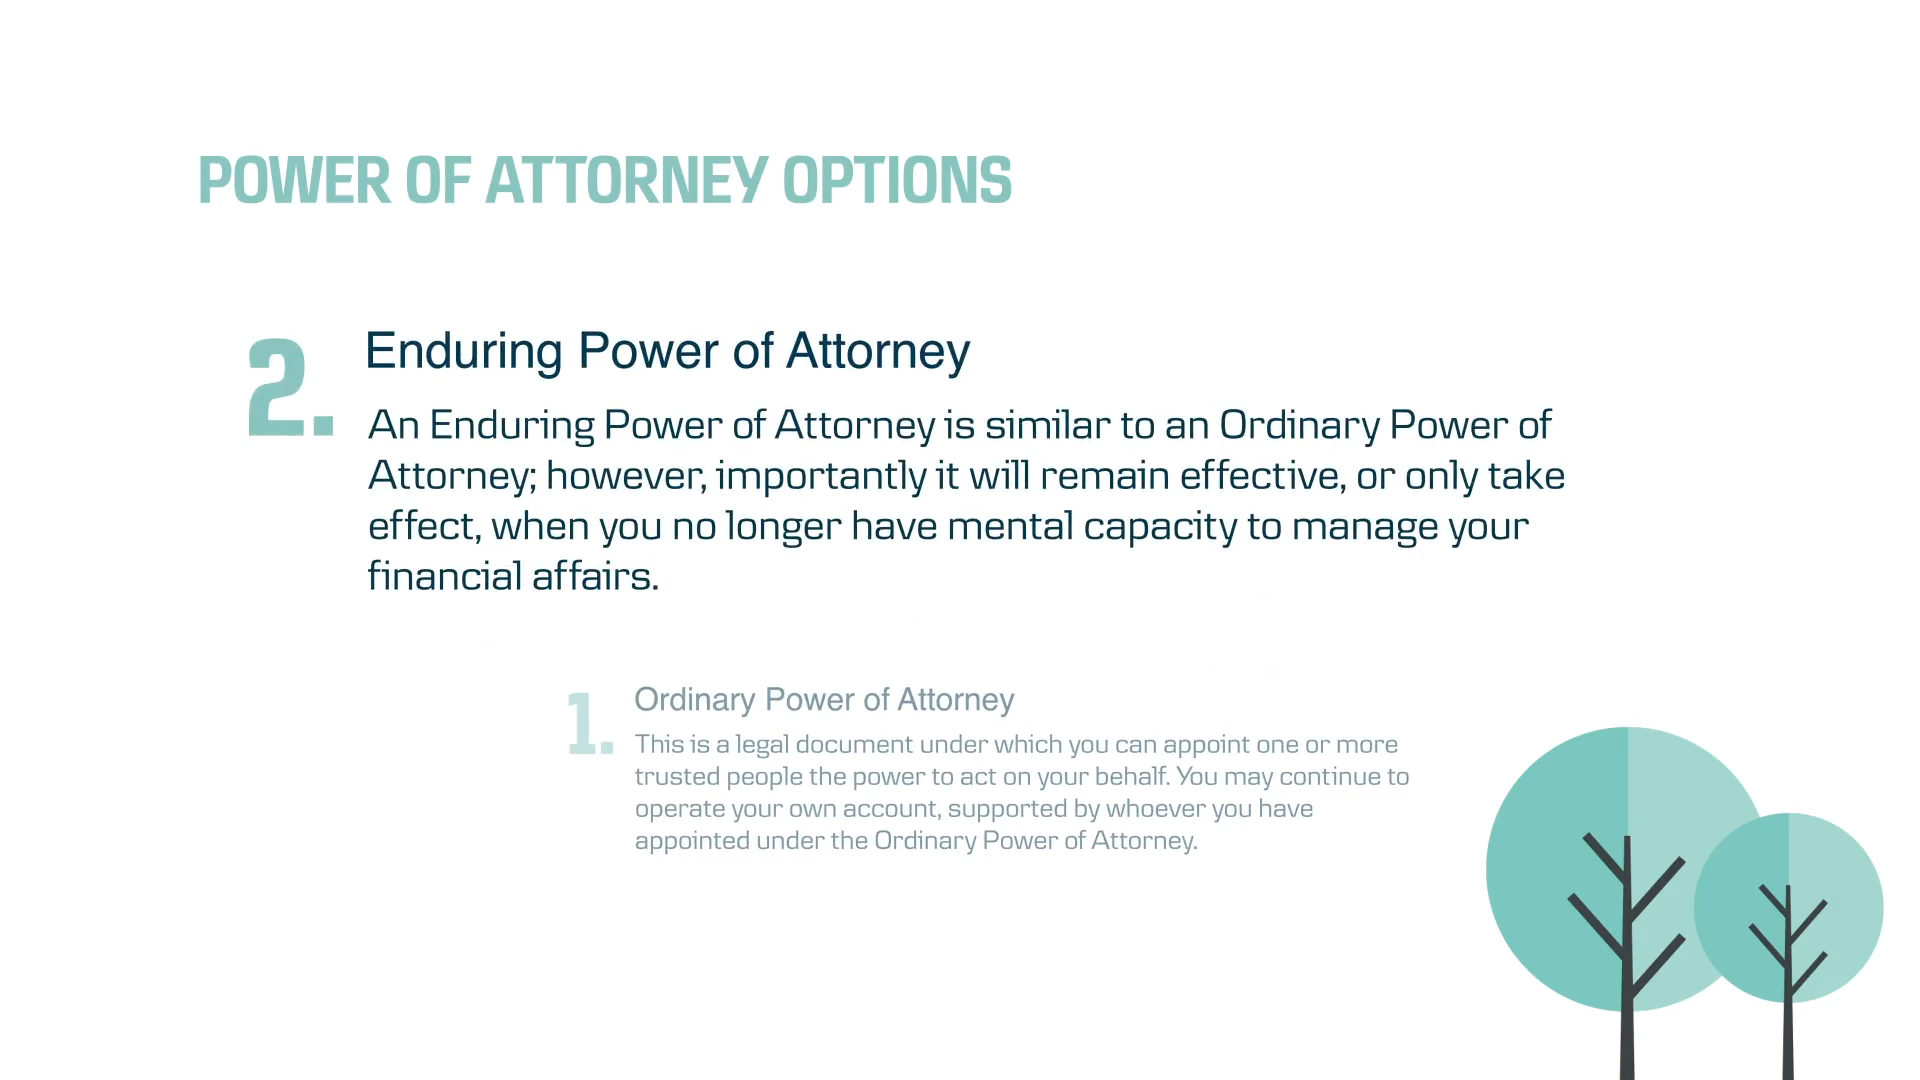 POWER OF ATTORNEY OPTIONS
2.
Enduring Power of Attorney
An Enduring Power of Attorney is similar to an Ordinary Power of
Attorney; however, importantly it will remain effective, or only take
effect, when you no longer have mental capacity to manage your
financial affairs.
1.
Ordinary Power of Attorney
This is a legal document under which you can appoint one or more
trusted people the power to act on your behalf. You may continue to
operate your own account, supported by whoever you have
appointed under the Ordinary Power of Attorney.